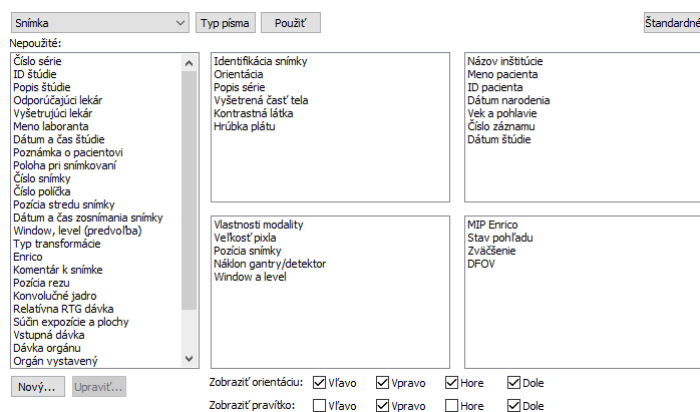 Snímka
Typ písma
Použiť
Štandardné
Nepoužité:
Číslo série
ID štúdie
Popis štúdie
Odporúčajúci lekár
Vyšetrujúci lekár
Meno laboranta
Dátum a čas štúdie
Poznámka o pacientovi
Poloha pri snímkovaní
Číslo snímky
Číslo políčka
Pozícia stredu snímky
Dátum a čas zosnímania snímky
Window, level (predvoľba)
Typ transformácie
Enrico
Komentár k snímke
Pozícia rezu
Konvolučné jadro
Relatívna RTG dávka
Súčin expozície a plochy
Vstupná dávka
Dávka orgánu
Orgán vystavený
Identifikácia snímky
Orientácia
Popis série
Vyšetrená časť tela
Kontrastná látka
Hrúbka plátu
Názov inštitúcie
Meno pacienta
ID pacienta
Dátum narodenia
Vek a pohlavie
Číslo záznamu
Dátum štúdie
Vlastnosti modality
Veľkosť pixla
Pozícia snímky
Náklon gantry/detektor
Window a level
MIP Enrico
Stav pohľadu
Zväčšenie
DFOV
Nový...
Upraviť...
Zobraziť orientáciu: Vľavo Vpravo Hore Dole
Zobraziť pravítko: Vľavo Vpravo Hore Dole